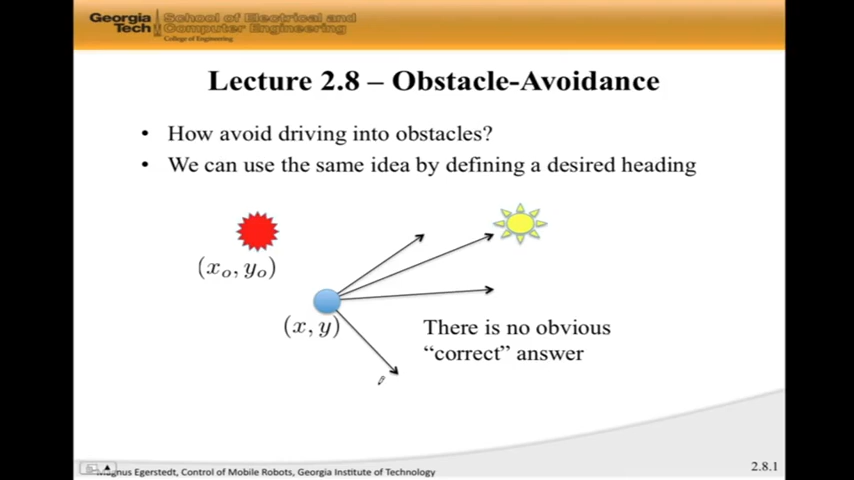 Georgia Tech
School of Electrical and Computer Engineering
College of Engineering
Lecture 2.8 – Obstacle-Avoidance
• How avoid driving into obstacles?
• We can use the same idea by defining a desired heading
(xₒ, yₒ)
(x, y)
There is no obvious
“correct” answer
Magnus Egerstedt, Control of Mobile Robots, Georgia Institute of Technology
2.8.1